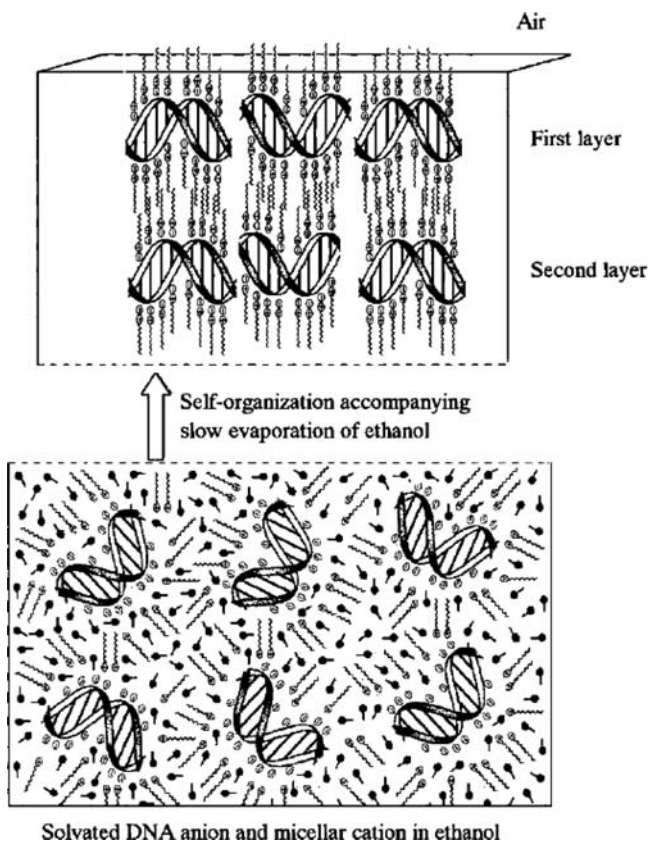 Air
First layer
Second layer
Self-organization accompanying
slow evaporation of ethanol
Solvated DNA anion and micellar cation in ethanol